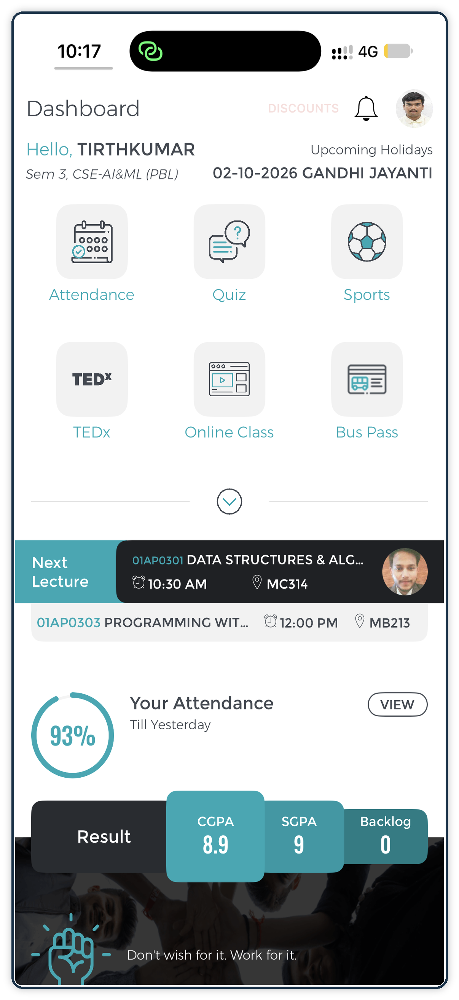 10:17
4G
Dashboard
DISCOUNTS
Hello, TIRTHKUMAR
Upcoming Holidays
Sem 3, CSE-AI&ML (PBL)
02-10-2026 GANDHI JAYANTI
?
Attendance
Quiz
Sports
TEDx
TEDx
Online Class
Bus Pass
Next
Lecture
01AP0301 DATA STRUCTURES & ALG...
10:30 AM
MC314
01AP0303 PROGRAMMING WIT...
12:00 PM
MB213
93%
Your Attendance
Till Yesterday
VIEW
Result
CGPA
8.9
SGPA
9
Backlog
0
Don't wish for it. Work for it.